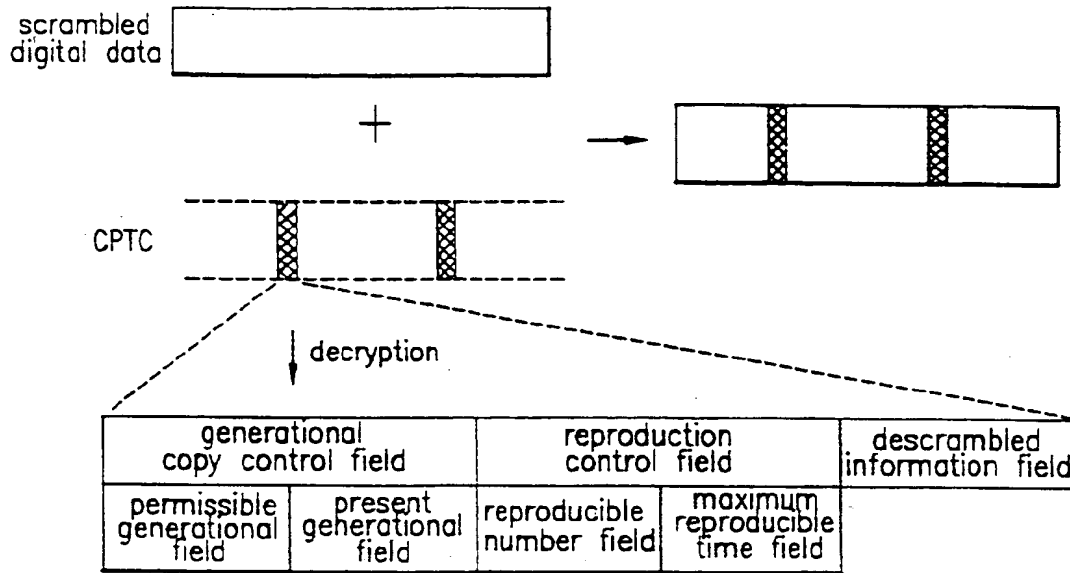 scrambled
digital data
+
CPTC
decryption
generational
copy control field
reproduction
control field
descrambled
information field
permissible
generational
field
present
generational
field
reproducible
number field
maximum
reproducible
time field